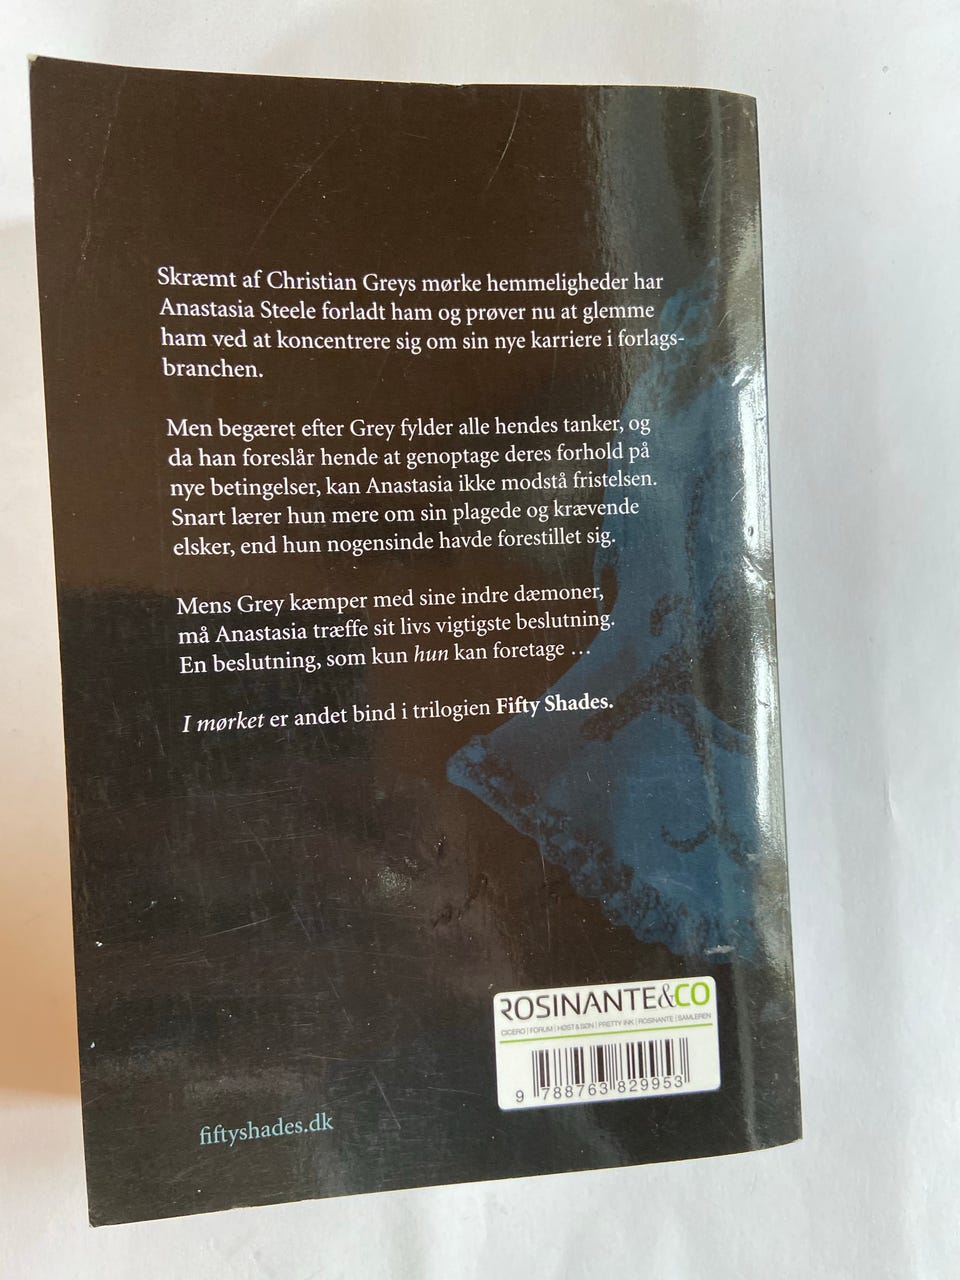 Skræmt af Christian Greys mørke hemmeligheder har
Anastasia Steele forladt ham og prøver nu at glemme
ham ved at koncentrere sig om sin nye karriere i forlags-
branchen.
Men begæret efter Grey fylder alle hendes tanker, og
da han foreslår hende at genoptage deres forhold på
nye betingelser, kan Anastasia ikke modstå fristelsen.
Snart lærer hun mere om sin plagede og krævende
elsker, end hun nogensinde havde forestillet sig.
Mens Grey kæmper med sine indre dæmoner,
må Anastasia træffe sit livs vigtigste beslutning.
En beslutning, som kun hun kan foretage …
I mørket er andet bind i trilogien Fifty Shades.
ROSINANTE&CO
CICERO | FORUM | HØST & SØN | PRETTY INK | ROSINANTE | SAMLEREN
9 788763 829953
fiftyshades.dk